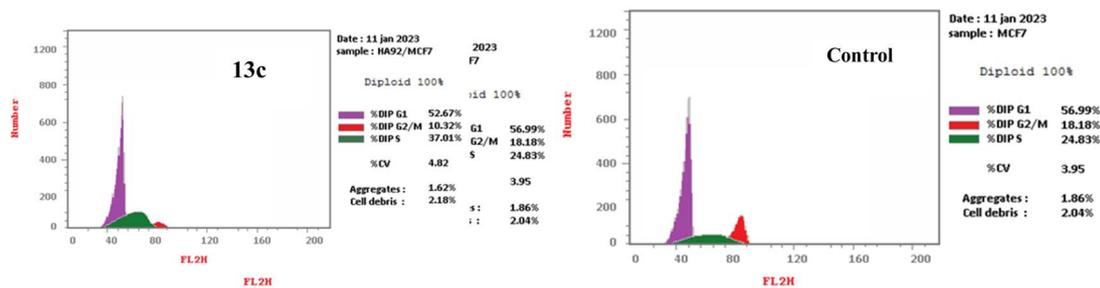 Date : 11 jan 2023
sample : HA92/MCF7
13c
Diploid 100%
%DIP G1 52.67%
%DIP G2/M 10.32%
%DIP S 37.01%
%CV 4.82
Aggregates : 1.62%
Cell debris : 2.18%
Number
1200
800
600
400
200
0
0 40 80 120 160 200
FL2H
FL2H
2023
F7
oid 100%
G1 56.99%
G2/M 18.18%
S 24.83%
3.95
s : 1.86%
: 2.04%
Date : 11 jan 2023
sample : MCF7
Control
Diploid 100%
%DIP G1 56.99%
%DIP G2/M 18.18%
%DIP S 24.83%
%CV 3.95
Aggregates : 1.86%
Cell debris : 2.04%
Number
1200
800
600
400
200
0
0 40 80 120 160 200
FL2H